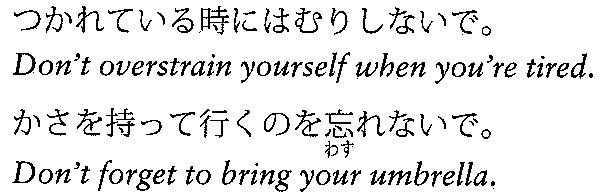 つかれている時にはむりしないで。
Don't overstrain yourself when you're tired.
かさを持って行くのを忘れないで。
わす
Don't forget to bring your umbrella.